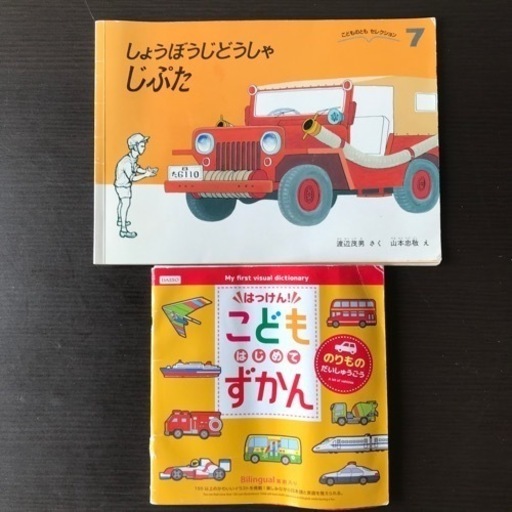 こどものとも セレクション 7
しょうぼうじどうしゃ
じぷた
渡辺茂男 さく 山本忠敬 え
DAISO
My first visual dictionary
はっけん!
こども
はじめて
ずかん
のりもの
だいしゅうごう
Bilingual